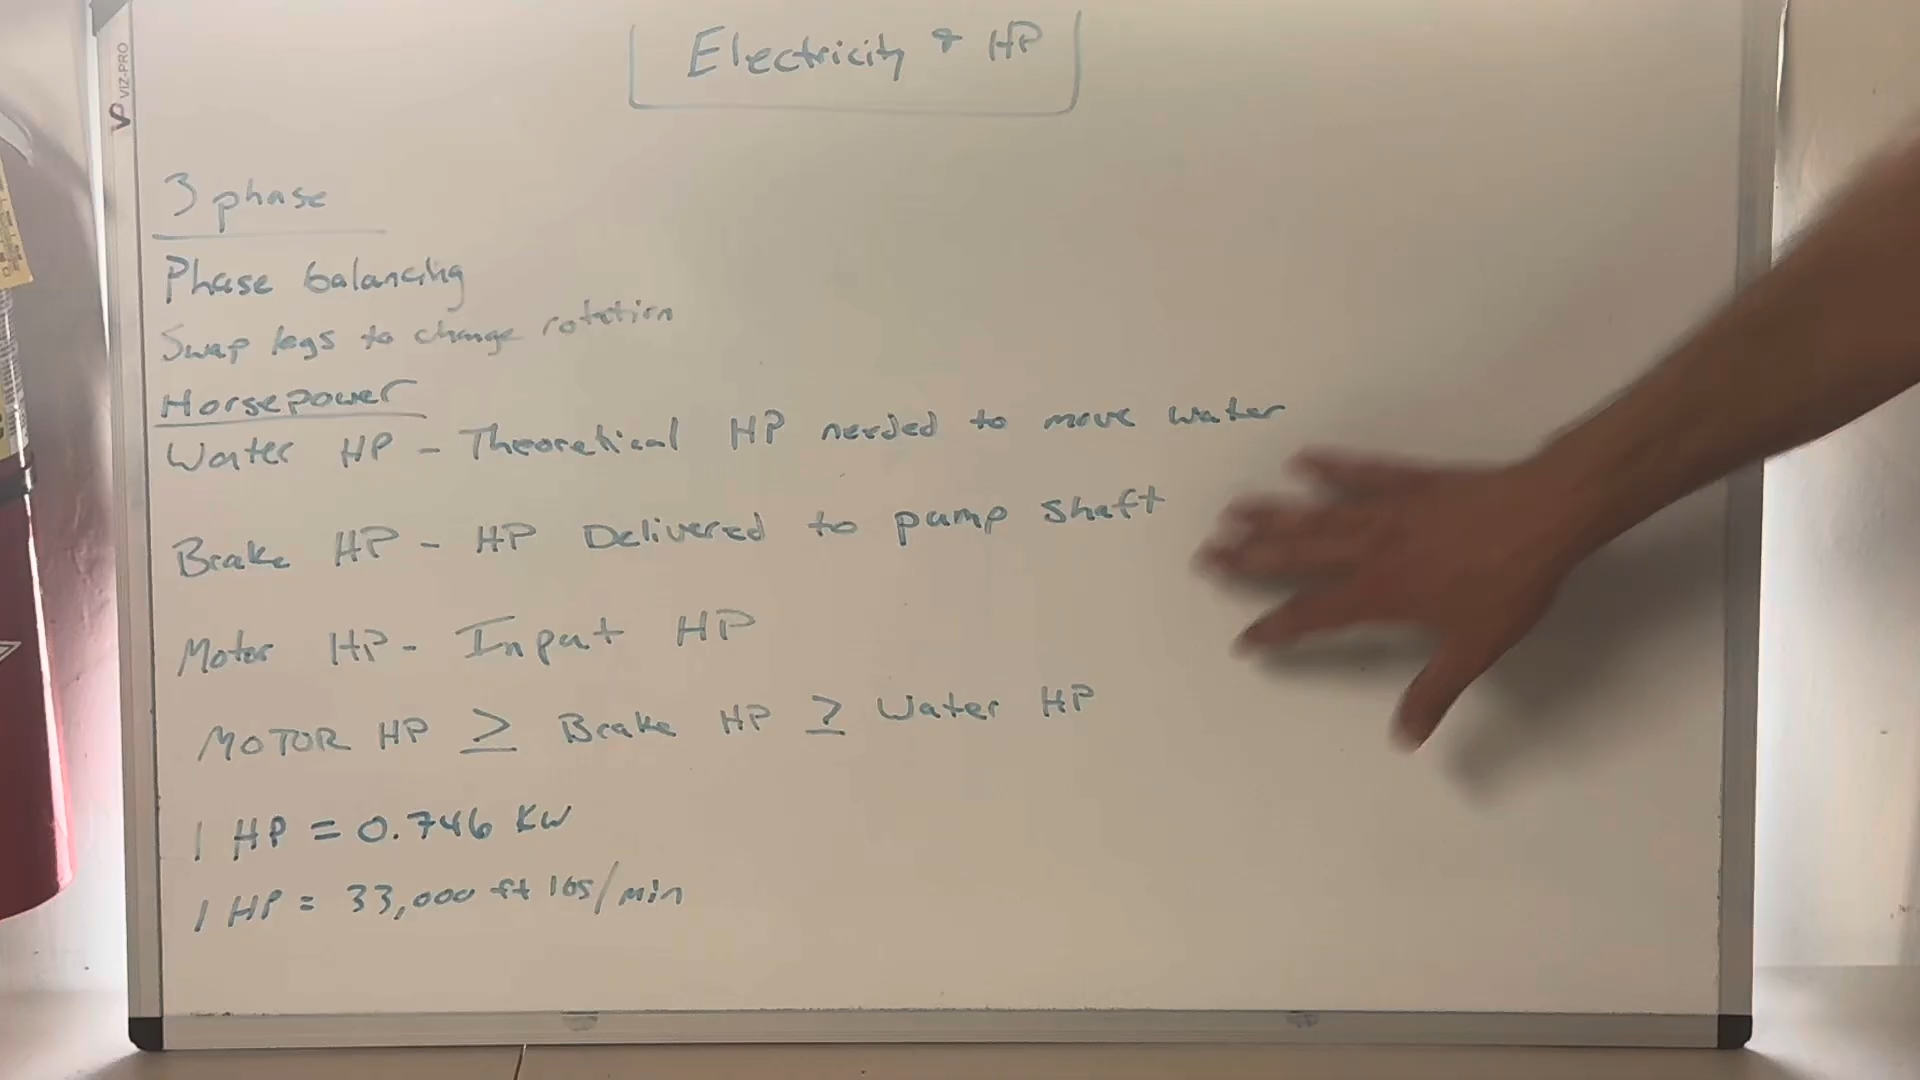 VIZ-PRO
Electricity & HP
3 phase
Phase balancing
Swap legs to change rotation
Horsepower
Water HP - Theoretical HP needed to move water
Brake HP - HP Delivered to pump shaft
Motor HP - Input HP
MOTOR HP ≥ Brake HP ≥ Water HP
1 HP = 0.746 KW
1 HP = 33,000 ft lbs/min